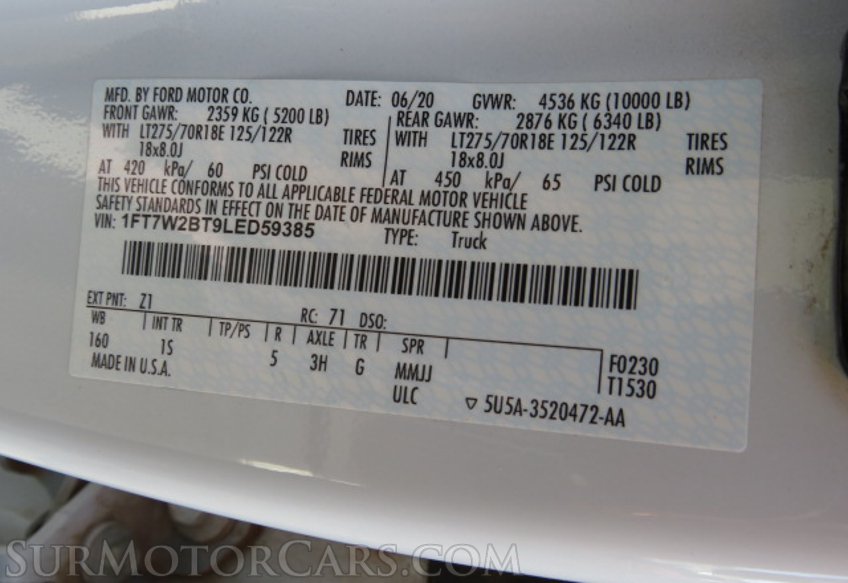 MFD. BY FORD MOTOR CO. DATE: 06/20 GVWR: 4536 KG (10000 LB)
FRONT GAWR: 2359 KG ( 5200 LB) REAR GAWR: 2876 KG ( 6340 LB)
WITH LT275/70R18E 125/122R TIRES WITH LT275/70R18E 125/122R TIRES
18x8.0J RIMS 18x8.0J RIMS
AT 420 kPa/ 60 PSI COLD AT 450 kPa/ 65 PSI COLD
THIS VEHICLE CONFORMS TO ALL APPLICABLE FEDERAL MOTOR VEHICLE
SAFETY STANDARDS IN EFFECT ON THE DATE OF MANUFACTURE SHOWN ABOVE.
VIN: 1FT7W2BT9LED59385 TYPE: Truck
EXT PNT: Z1 RC: 71 DSO:
WB INT TR TP/PS R AXLE TR SPR
160 1S 5 3H G MMJJ F0230
MADE IN U.S.A. ULC T1530
▽ 5U5A-3520472-AA
SURMOTORCARS.COM